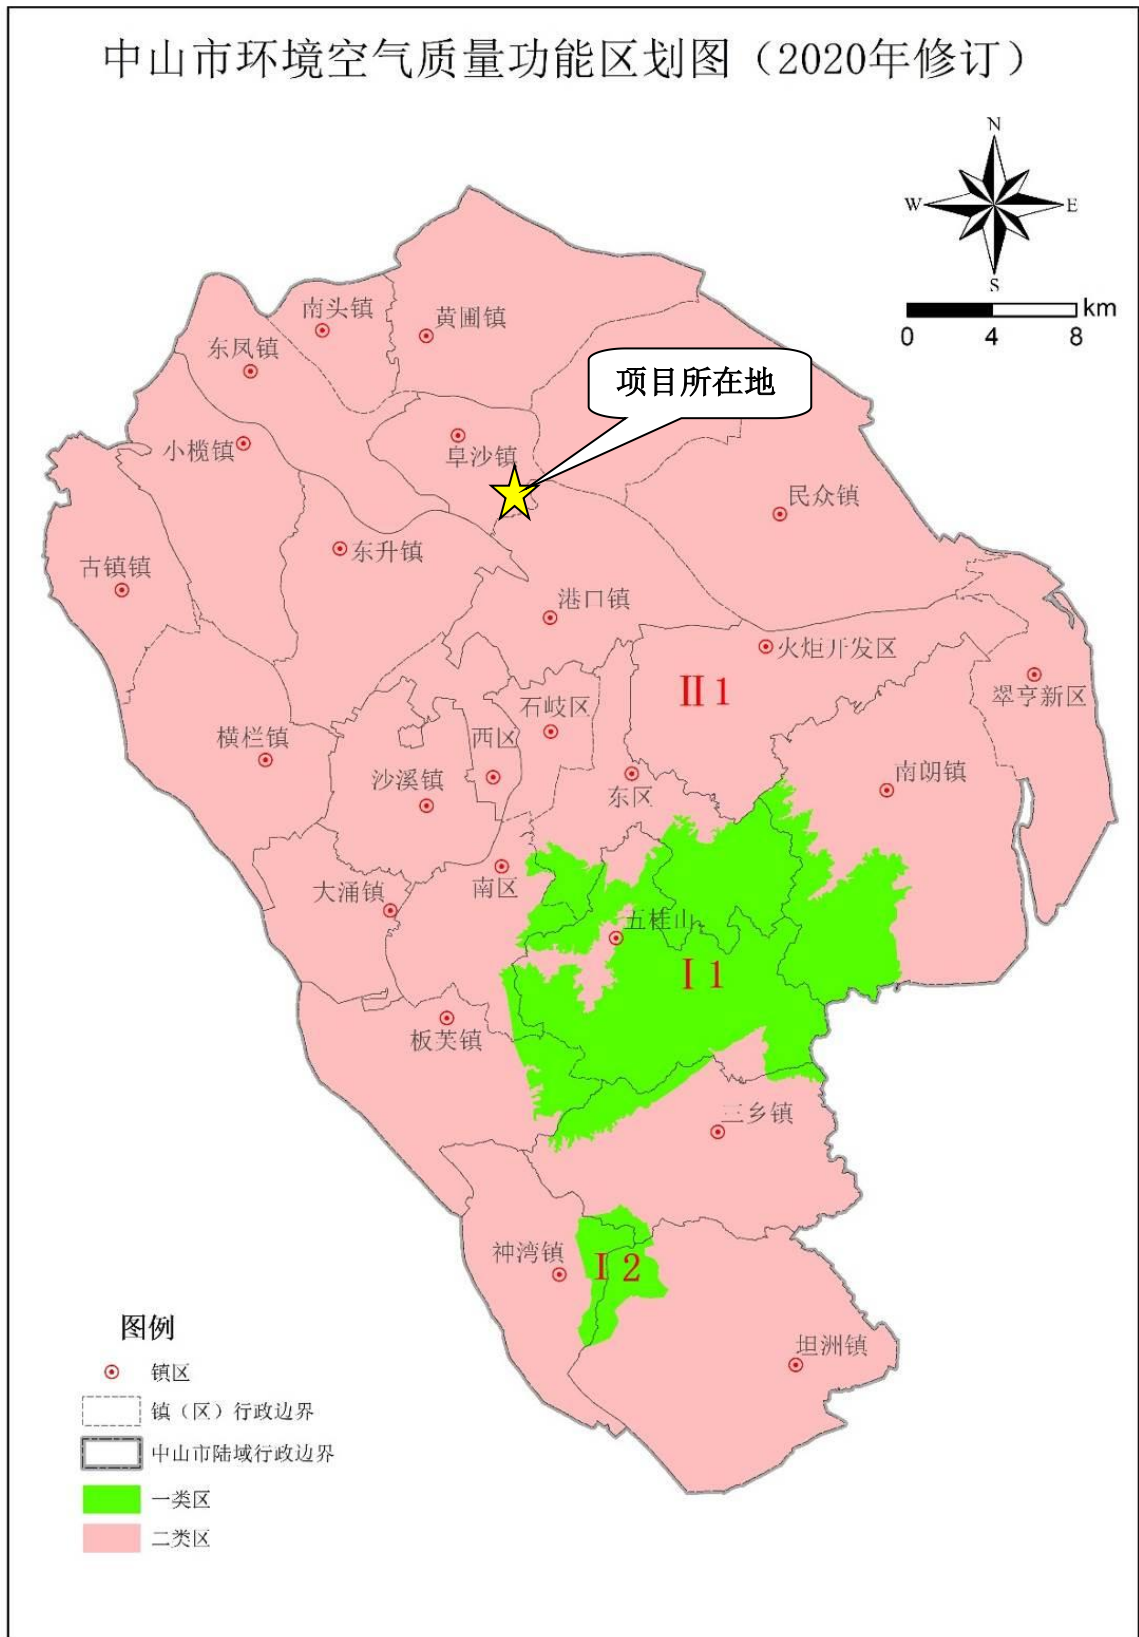 中山市环境空气质量功能区划图（2020年修订）
N
W
E
S
km
0
4
8
南头镇
黄圃镇
东凤镇
项目所在地
小榄镇
阜沙镇
民众镇
东升镇
古镇镇
港口镇
火炬开发区
II 1
翠亨新区
石岐区
横栏镇
西区
南朗镇
沙溪镇
东区
南区
大涌镇
五桂山
I 1
板芙镇
三乡镇
神湾镇
I 2
坦洲镇
图例
镇区
镇（区）行政边界
中山市陆域行政边界
一类区
二类区